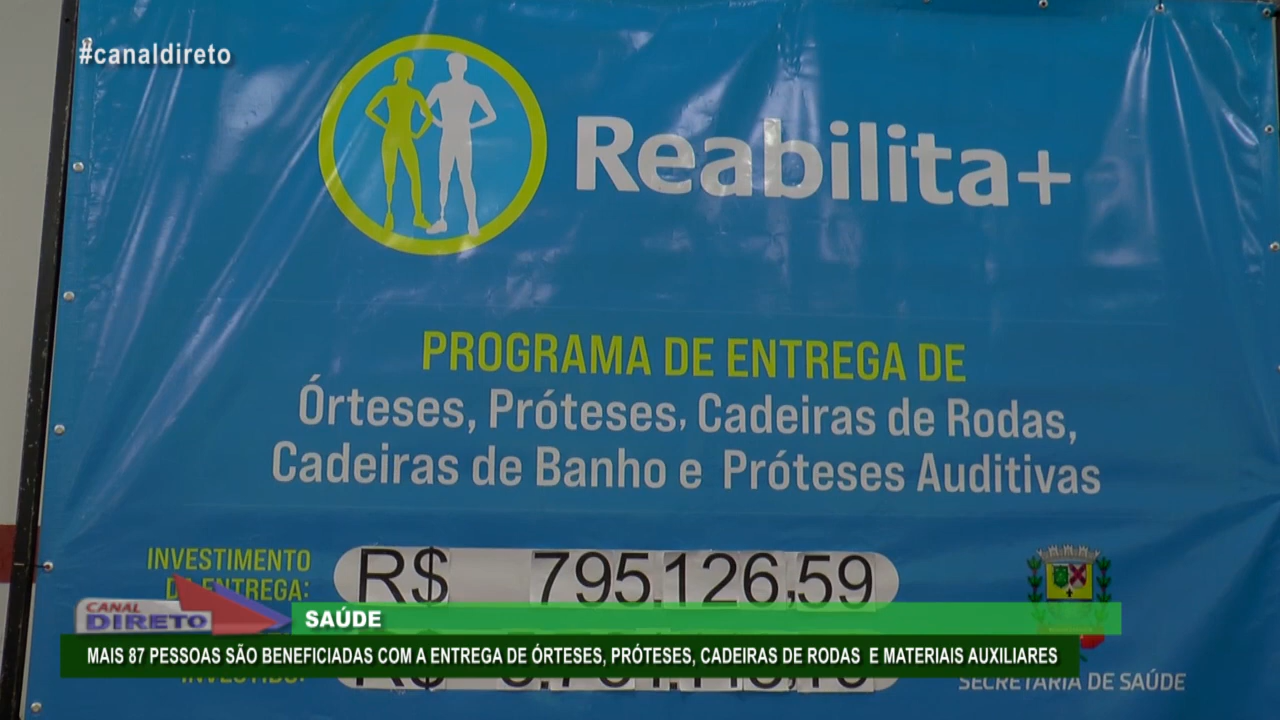 #canaldireto
Reabilita+
PROGRAMA DE ENTREGA DE
Órteses, Próteses, Cadeiras de Rodas,
Cadeiras de Banho e Próteses Auditivas
INVESTIMENTO
DA ENTREGA:
R$ 795.126,59
CANAL
DIRETO
SAÚDE
MAIS 87 PESSOAS SÃO BENEFICIADAS COM A ENTREGA DE ÓRTESES, PRÓTESES, CADEIRAS DE RODAS E MATERIAIS AUXILIARES
SECRETARIA DE SAÚDE